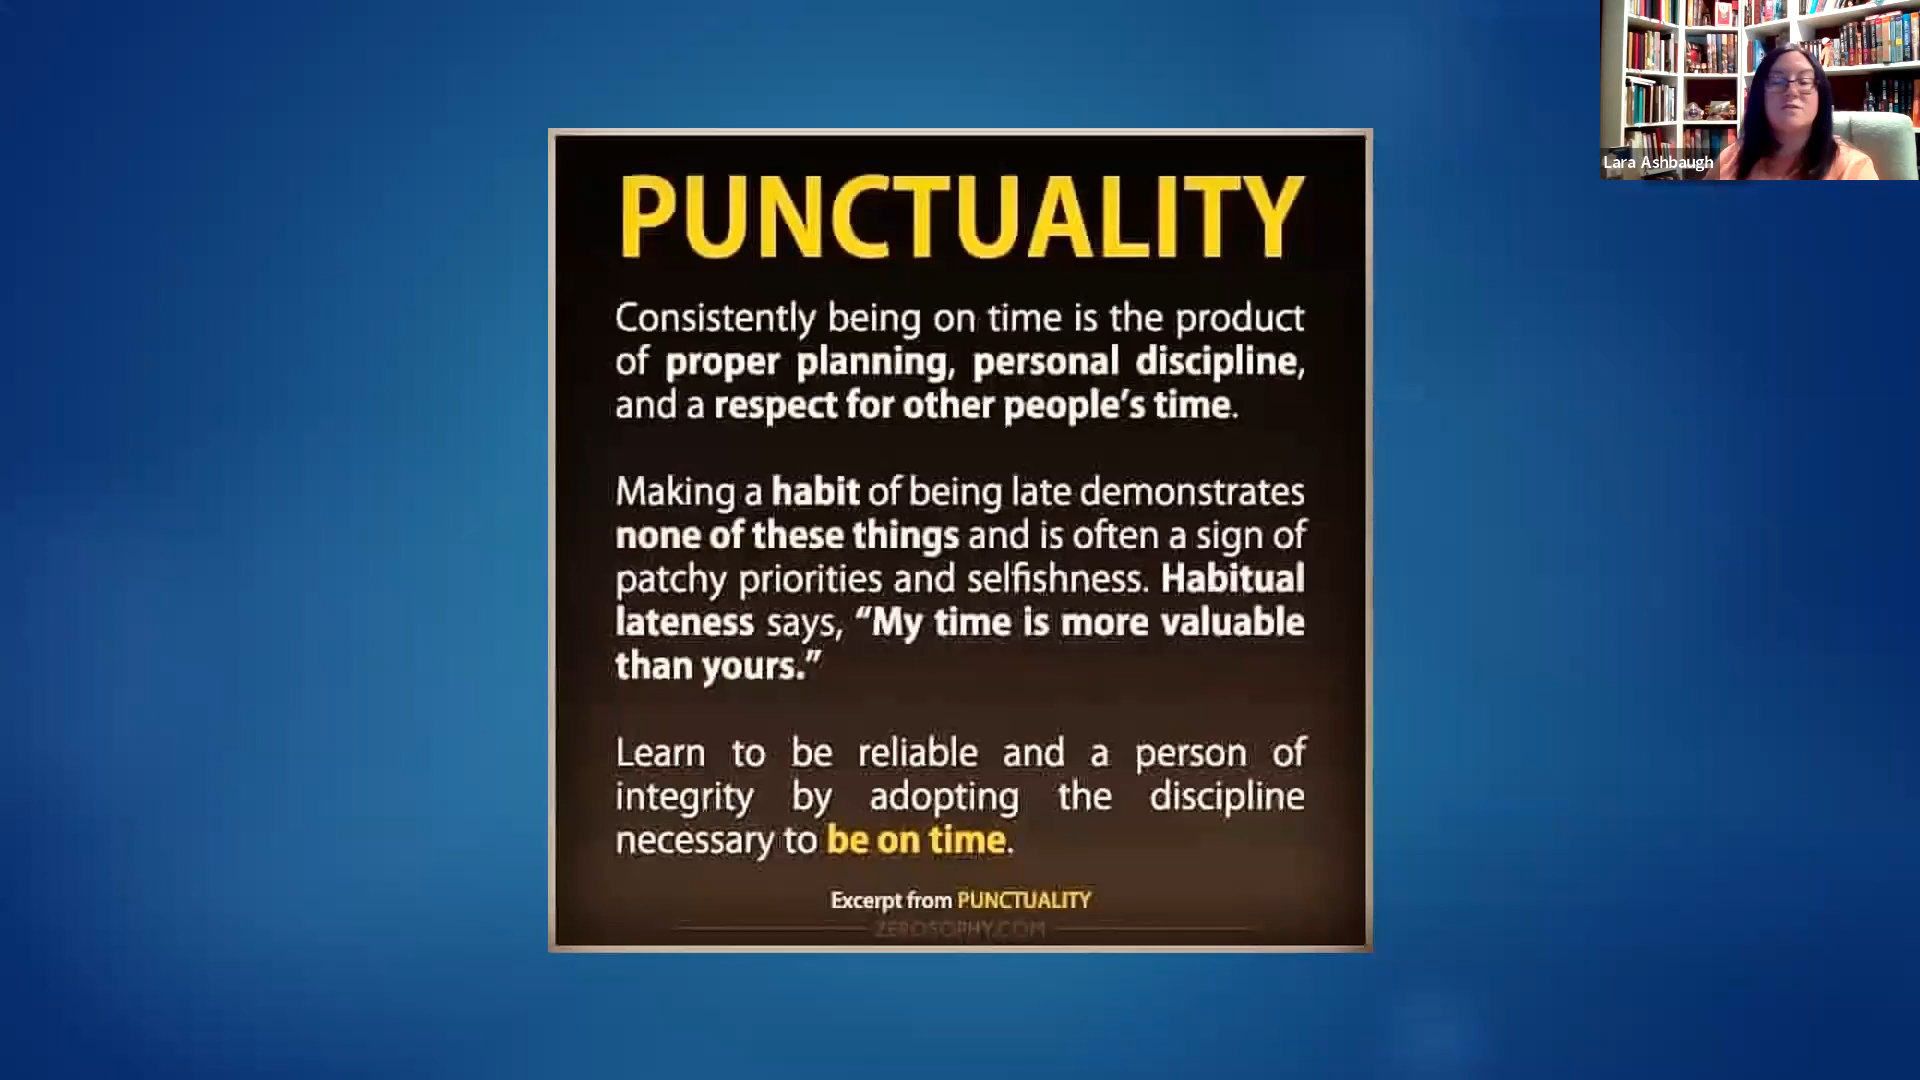 PUNCTUALITY
Consistently being on time is the product
of proper planning, personal discipline,
and a respect for other people's time.
Making a habit of being late demonstrates
none of these things and is often a sign of
patchy priorities and selfishness. Habitual
lateness says, “My time is more valuable
than yours.”
Learn to be reliable and a person of
integrity by adopting the discipline
necessary to be on time.
Excerpt from PUNCTUALITY
ZEROSOPHY.COM
Lara Ashbaugh